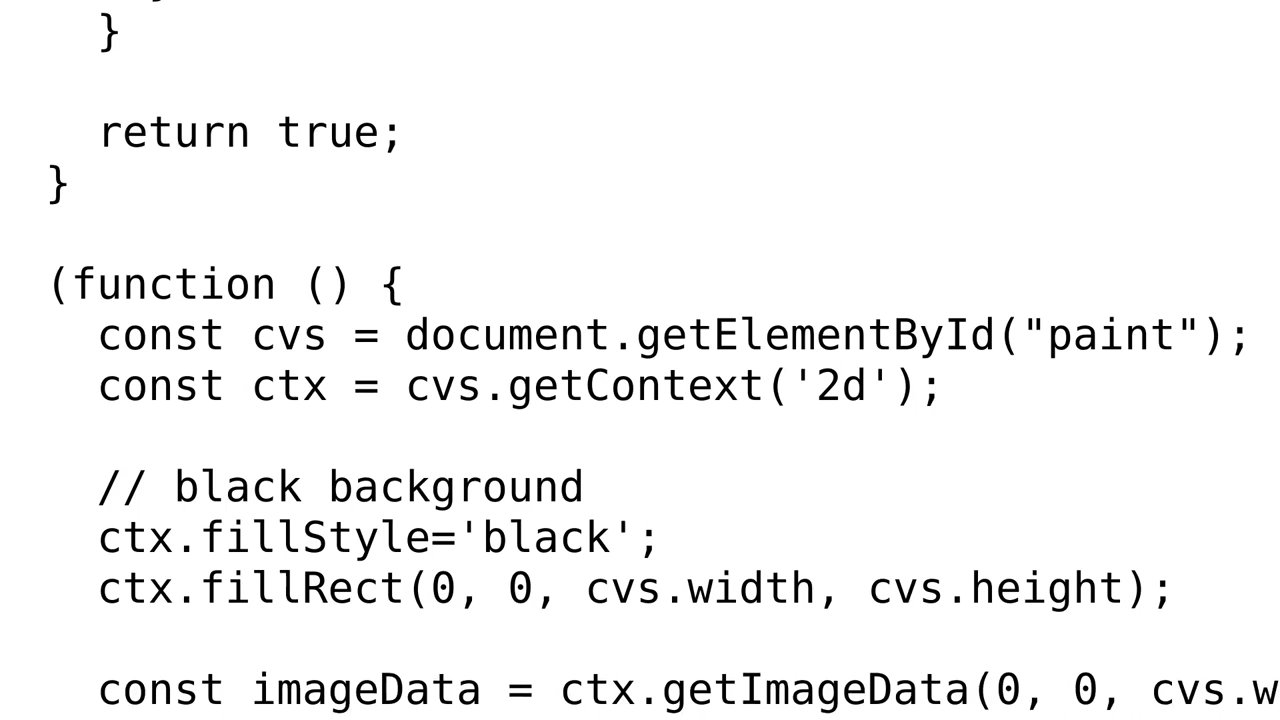 }
return true;
}
(function () {
const cvs = document.getElementById("paint");
const ctx = cvs.getContext('2d');
// black background
ctx.fillStyle='black';
ctx.fillRect(0, 0, cvs.width, cvs.height);
const imageData = ctx.getImageData(0, 0, cvs.w